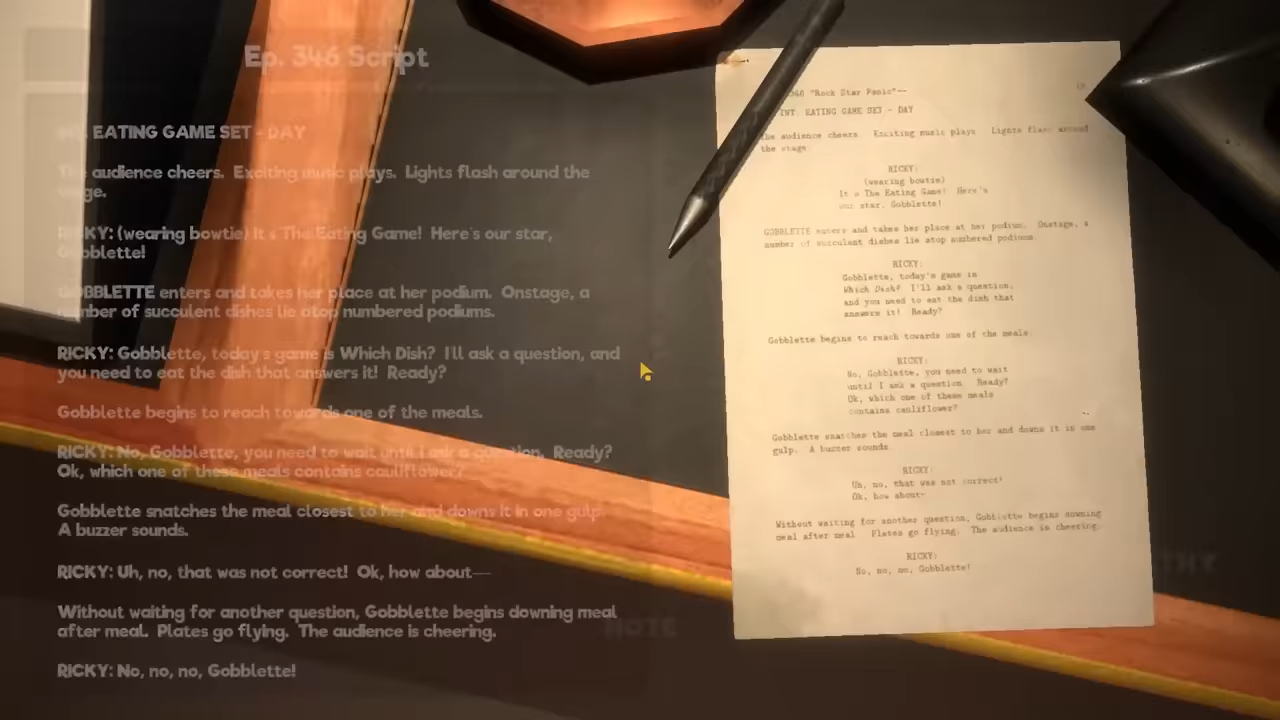 Ep. 346 Script
INT. EATING GAME SET - DAY
The audience cheers. Exciting music plays. Lights flash around the
stage.
RICKY: (wearing bowtie) It's The Eating Game! Here's our star,
Gobblette!
GOBBLETTE enters and takes her place at her podium. Onstage, a
number of succulent dishes lie atop numbered podiums.
RICKY: Gobblette, today's game is Which Dish? I'll ask a question, and
you need to eat the dish that answers it! Ready?
Gobblette begins to reach towards one of the meals.
RICKY: No, Gobblette, you need to wait until I ask a question. Ready?
Ok, which one of these meals contains cauliflower?
Gobblette snatches the meal closest to her and downs it in one gulp.
A buzzer sounds.
RICKY: Uh, no, that was not correct! Ok, how about—
Without waiting for another question, Gobblette begins downing meal
after meal. Plates go flying. The audience is cheering.
RICKY: No, no, no, Gobblette!
NOTE
346 "Rock Star Panic"--
INT. EATING GAME SET - DAY
The audience cheers. Exciting music plays. Lights flash around
the stage.
RICKY:
(wearing bowtie)
It's The Eating Game! Here's
our star, Gobblette!
GOBBLETTE enters and takes her place at her podium. Onstage, a
number of succulent dishes lie atop numbered podiums.
RICKY:
Gobblette, today's game is
Which Dish? I'll ask a question,
and you need to eat the dish that
answers it! Ready?
Gobblette begins to reach towards one of the meals.
RICKY:
No, Gobblette, you need to wait
until I ask a question. Ready?
Ok, which one of these meals
contains cauliflower?
Gobblette snatches the meal closest to her and downs it in one
gulp. A buzzer sounds.
RICKY:
Uh, no, that was not correct!
Ok, how about-
Without waiting for another question, Gobblette begins downing
meal after meal. Plates go flying. The audience is cheering.
RICKY:
No, no, no, Gobblette!